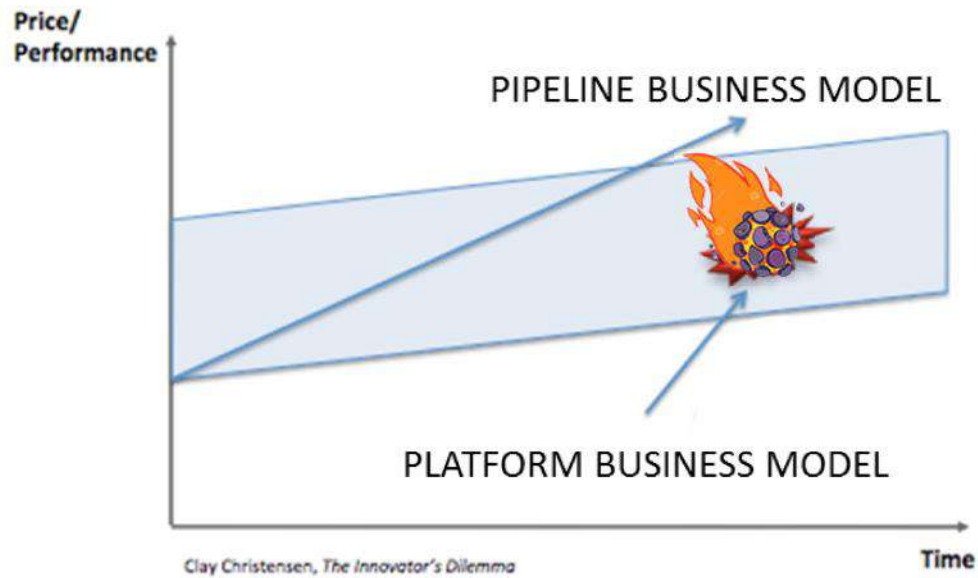 Price/
Performance
PIPELINE BUSINESS MODEL
PLATFORM BUSINESS MODEL
Time
Clay Christensen, The Innovator's Dilemma